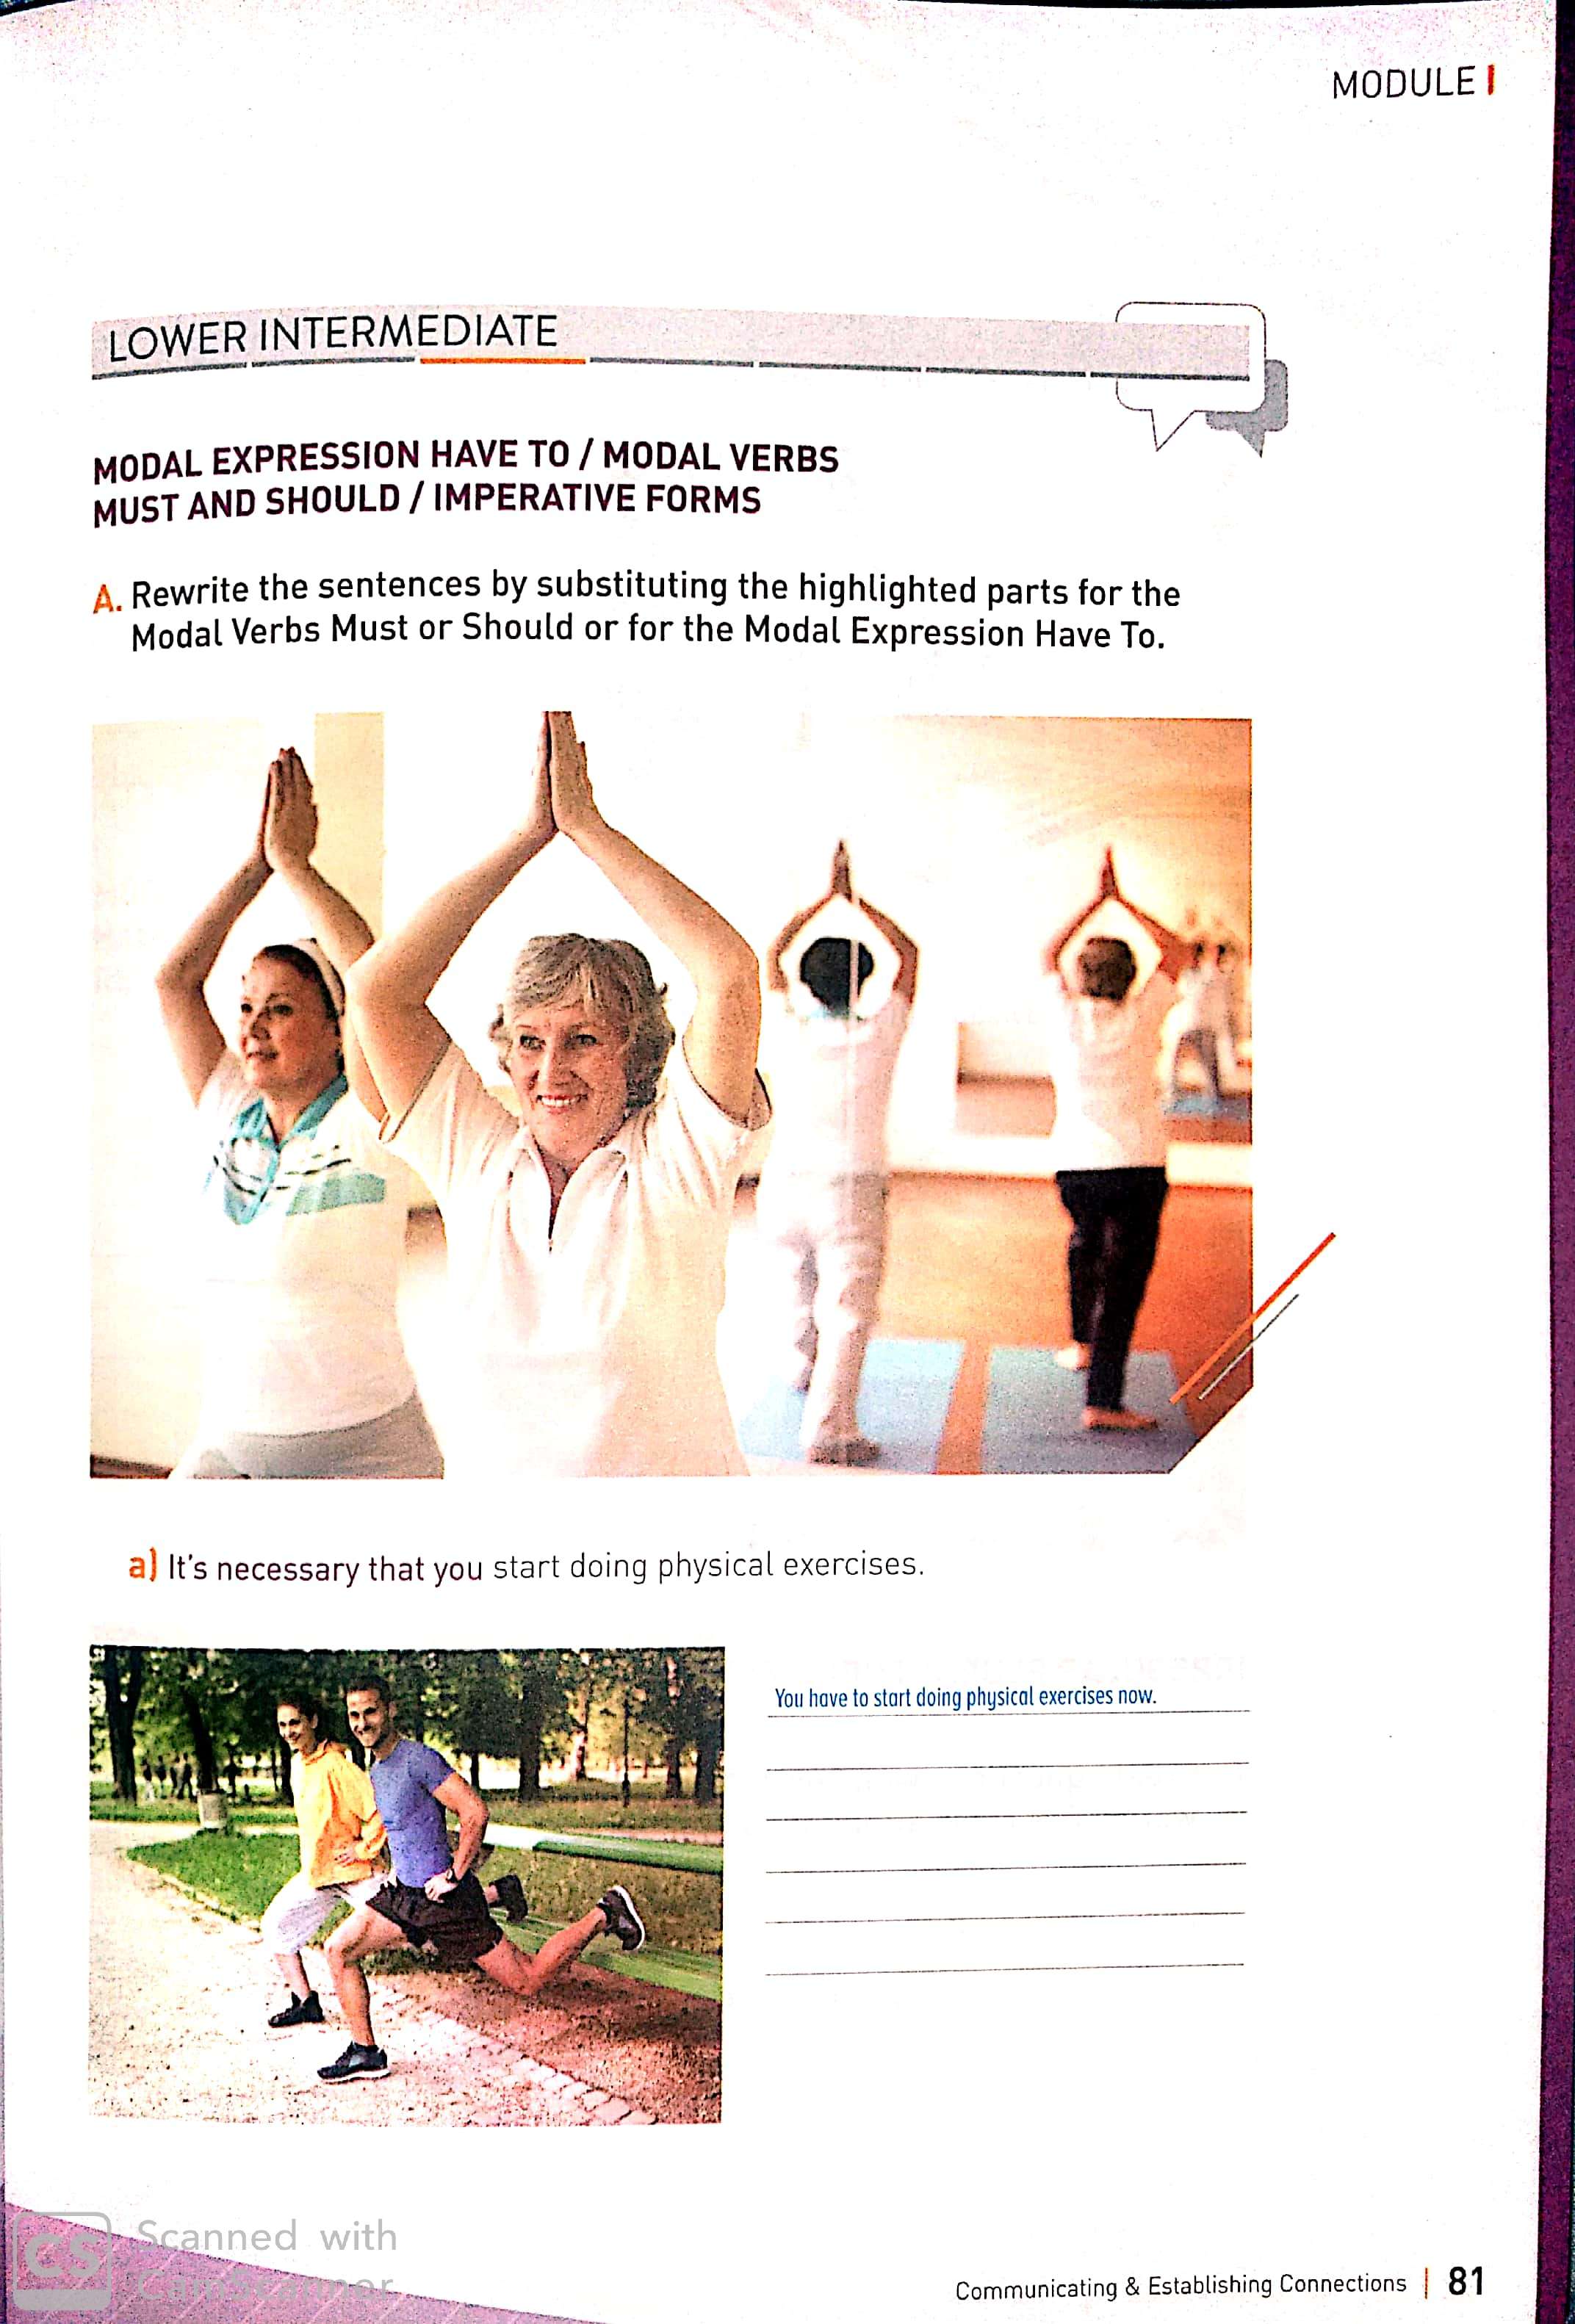 MODULE I
LOWER INTERMEDIATE
MODAL EXPRESSION HAVE TO / MODAL VERBS
MUST AND SHOULD / IMPERATIVE FORMS
A. Rewrite the sentences by substituting the highlighted parts for the
Modal Verbs Must or Should or for the Modal Expression Have To.
a) It's necessary that you start doing physical exercises.
You have to start doing physical exercises now.
CS Scanned with
CamScanner
Communicating & Establishing Connections | 81